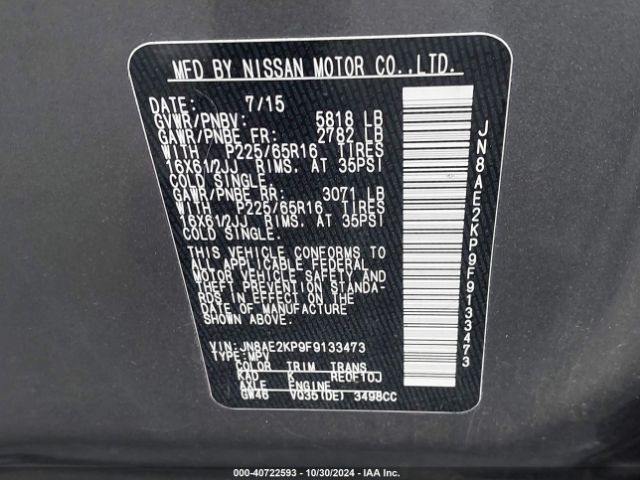 MFD BY NISSAN MOTOR CO.,LTD.
DATE: 7/15
GVWR/PNBV: 5818 LB
GAWR/PNBE FR: 2782 LB
WITH P225/65R16 TIRES
16X61/2JJ RIMS, AT 35PSI
COLD SINGLE.
GAWR/PNBE RR: 3071 LB
WITH P225/65R16 TIRES
16X61/2JJ RIMS, AT 35PSI
COLD SINGLE.
THIS VEHICLE CONFORMS TO
ALL APPLICABLE FEDERAL
MOTOR VEHICLE SAFETY AND
THEFT PREVENTION STANDA-
RDS IN EFFECT ON THE
DATE OF MANUFACTURE
SHOWN ABOVE.
VIN: JN8AE2KP9F9133473
TYPE: MPV
COLOR TRIM TRANS
KAD K RE0F10J
AXLE ENGINE
GW46 VQ35(DE) 3498CC
JN8AE2KP9F9133473
000-40722593 - 10/30/2024 - IAAI.com